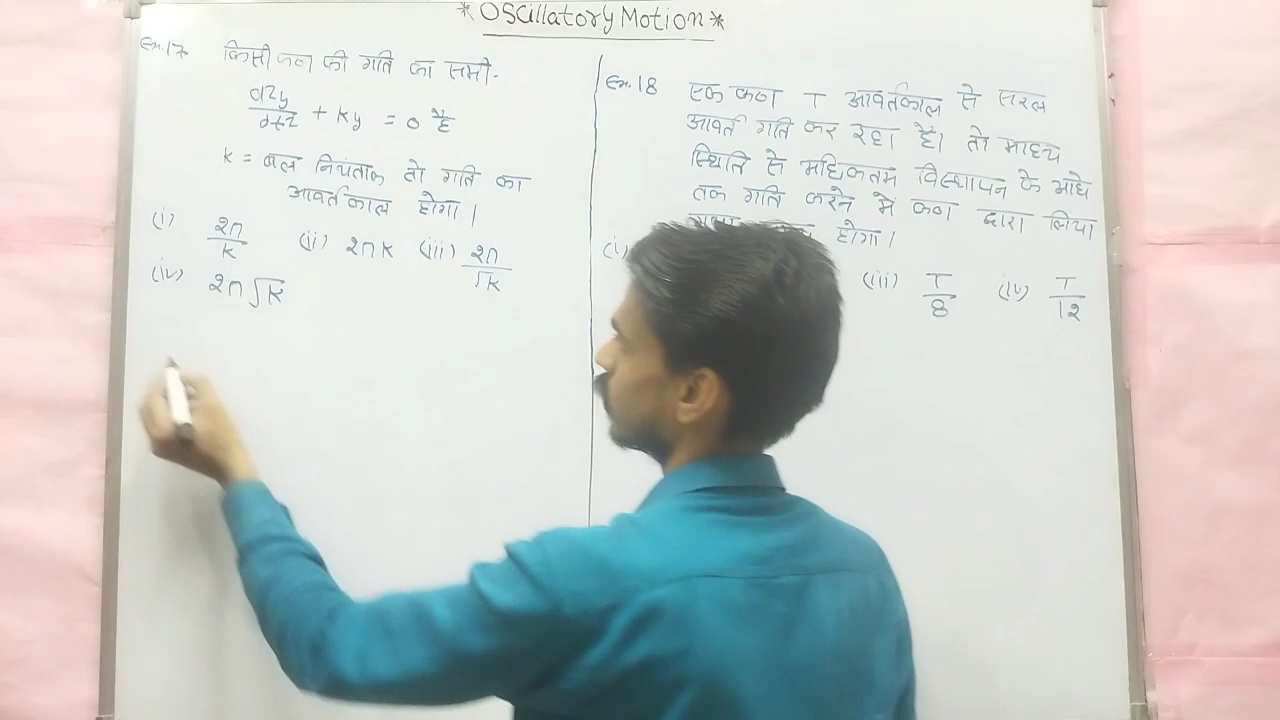 * Oscillatory Motion *
Em.17 किसी कण की गति का समी.
d2y/dt2 + Ky = 0 है
K = बल नियतांक तो गति का
आवर्तकाल होगा।
(i) 2π/K (ii) 2πK (iii) 2π/√K
(iv) 2π√K
Em.18 एक कण T आवर्तकाल से सरल
आवर्त गति कर रहा है। तो माध्य
स्थिति से अधिकतम विस्थापन के आधे
तक गति करने मे कण द्वारा लिया
होगा।
(i) (iii) T/8 (iv) T/12